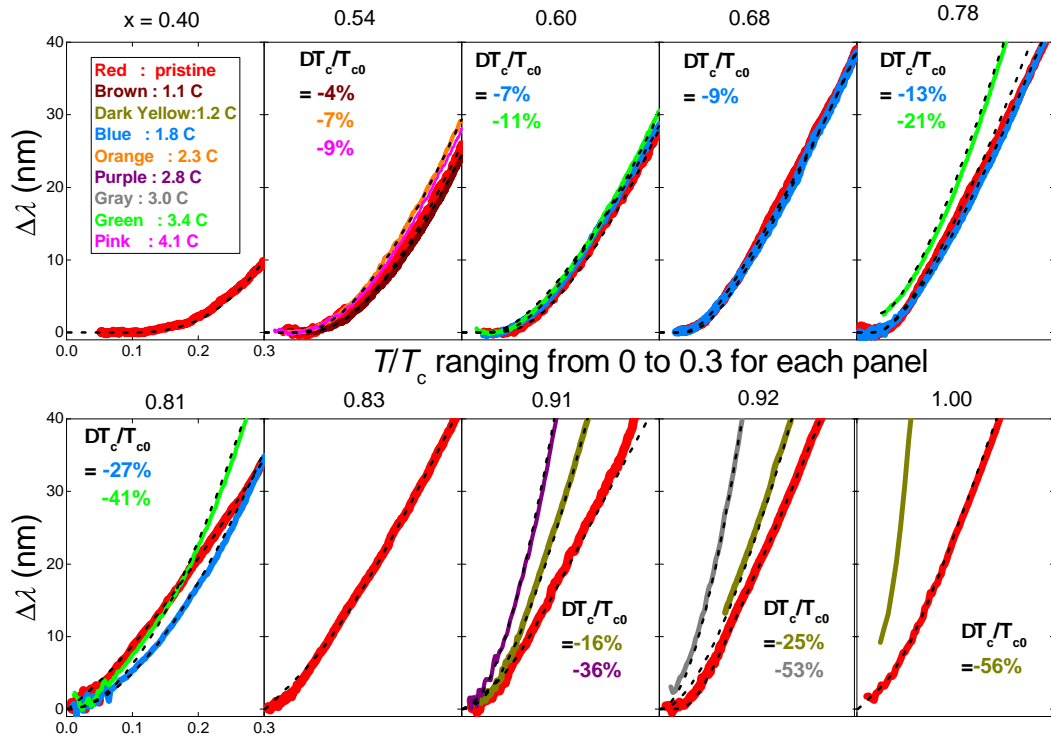 x = 0.40 0.54 0.60 0.68 0.78
40
30
20
10
0
Δλ (nm)
Red : pristine
Brown : 1.1 C
Dark Yellow:1.2 C
Blue : 1.8 C
Orange : 2.3 C
Purple : 2.8 C
Gray : 3.0 C
Green : 3.4 C
Pink : 4.1 C
DTc/Tc0
= -4%
-7%
-9%
DTc/Tc0
= -7%
-11%
DTc/Tc0
= -9%
DTc/Tc0
= -13%
-21%
0.0 0.1 0.2 0.3
T/Tc ranging from 0 to 0.3 for each panel
0.81 0.83 0.91 0.92 1.00
40
30
20
10
0
Δλ (nm)
DTc/Tc0
= -27%
-41%
DTc/Tc0
=-16%
-36%
DTc/Tc0
= -25%
-53%
DTc/Tc0
= -56%
0.0 0.1 0.2 0.3